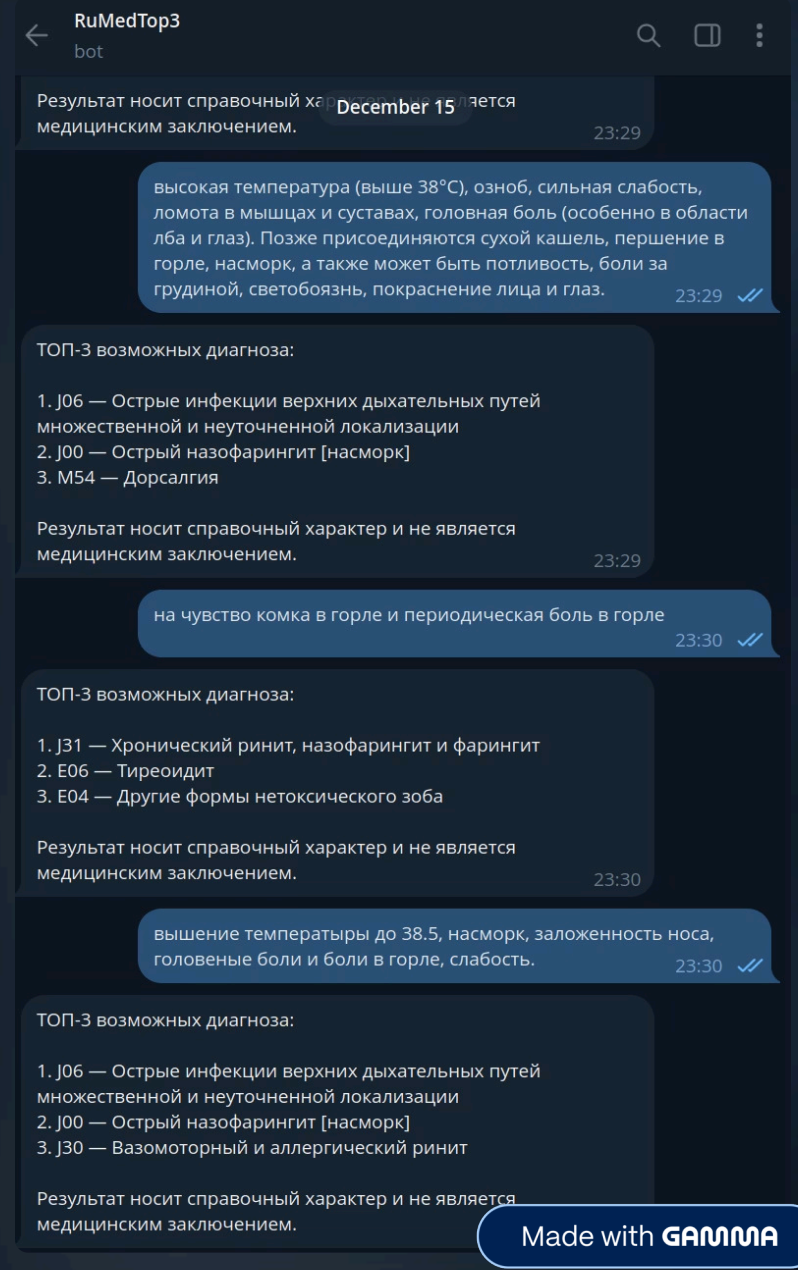 RuMedTop3
bot
Результат носит справочный является
December 15
медицинским заключением.
23:29
высокая температура (выше 38°C), озноб, сильная слабость,
ломота в мышцах и суставах, головная боль (особенно в области
лба и глаз). Позже присоединяются сухой кашель, першение в
горле, насморк, а также может быть потливость, боли за
грудиной, светобоязнь, покраснение лица и глаз.
23:29
ТОП-3 возможных диагноза:
1. J06 — Острые инфекции верхних дыхательных путей
множественной и неуточненной локализации
2. J00 — Острый назофарингит [насморк]
3. M54 — Дорсалгия
Результат носит справочный характер и не является
медицинским заключением.
23:29
на чувство комка в горле и периодическая боль в горле
23:30
ТОП-3 возможных диагноза:
1. J31 — Хронический ринит, назофарингит и фарингит
2. E06 — Тиреоидит
3. E04 — Другие формы нетоксического зоба
Результат носит справочный характер и не является
медицинским заключением.
23:30
вышение температыры до 38.5, насморк, заложенность носа,
головеные боли и боли в горле, слабость.
23:30
ТОП-3 возможных диагноза:
1. J06 — Острые инфекции верхних дыхательных путей
множественной и неуточненной локализации
2. J00 — Острый назофарингит [насморк]
3. J30 — Вазомоторный и аллергический ринит
Результат носит справочный характер и не является
медицинским заключением.
Made with GAMMA